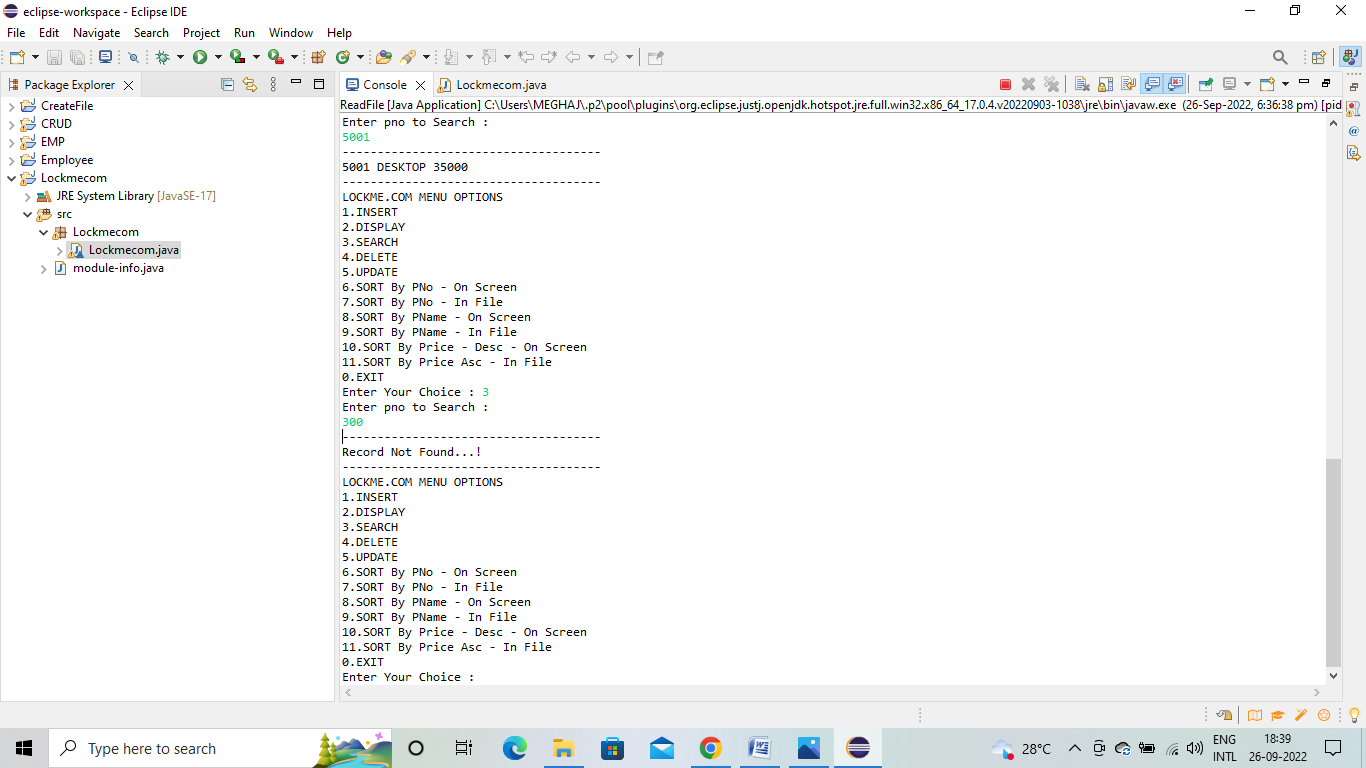 eclipse-workspace - Eclipse IDE
File Edit Navigate Search Project Run Window Help
Package Explorer
Console
Lockmecom.java
CreateFile
CRUD
EMP
Employee
Lockmecom
JRE System Library [JavaSE-17]
src
Lockmecom
Lockmecom.java
module-info.java
ReadFile [Java Application] C:\Users\MEGHAJ\.p2\pool\plugins\org.eclipse.justj.openjdk.hotspot.jre.full.win32.x86_64_17.0.4.v20220903-1038\jre\bin\javaw.exe (26-Sep-2022, 6:36:38 pm) [pid
Enter pno to Search :
5001
-------------------------------------
5001 DESKTOP 35000
-------------------------------------
LOCKME.COM MENU OPTIONS
1.INSERT
2.DISPLAY
3.SEARCH
4.DELETE
5.UPDATE
6.SORT By PNo - On Screen
7.SORT By PNo - In File
8.SORT By PName - On Screen
9.SORT By PName - In File
10.SORT By Price - Desc - On Screen
11.SORT By Price Asc - In File
0.EXIT
Enter Your Choice : 3
Enter pno to Search :
300
-------------------------------------
Record Not Found...!
-------------------------------------
LOCKME.COM MENU OPTIONS
1.INSERT
2.DISPLAY
3.SEARCH
4.DELETE
5.UPDATE
6.SORT By PNo - On Screen
7.SORT By PNo - In File
8.SORT By PName - On Screen
9.SORT By PName - In File
10.SORT By Price - Desc - On Screen
11.SORT By Price Asc - In File
0.EXIT
Enter Your Choice :
Type here to search
28°C
ENG
INTL
18:39
26-09-2022